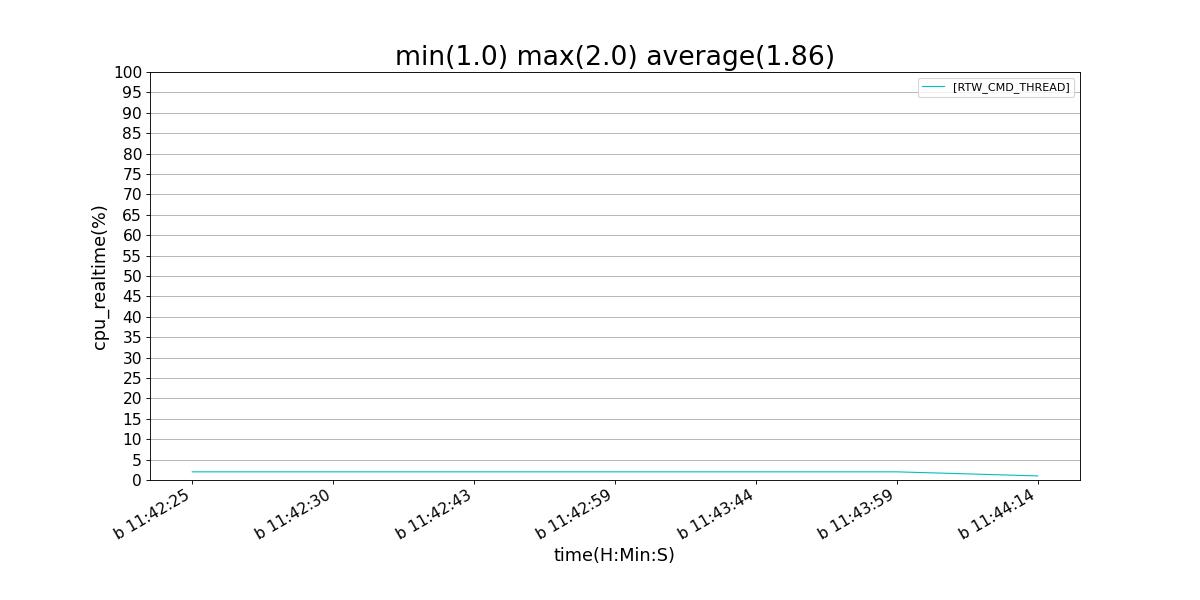 min(1.0) max(2.0) average(1.86)
[RTW_CMD_THREAD]
cpu_realtime(%)
100
95
90
85
80
75
70
65
60
55
50
45
40
35
30
25
20
15
10
5
0
b 11:42:25
b 11:42:30
b 11:42:43
b 11:42:59
b 11:43:44
b 11:43:59
b 11:44:14
time(H:Min:S)